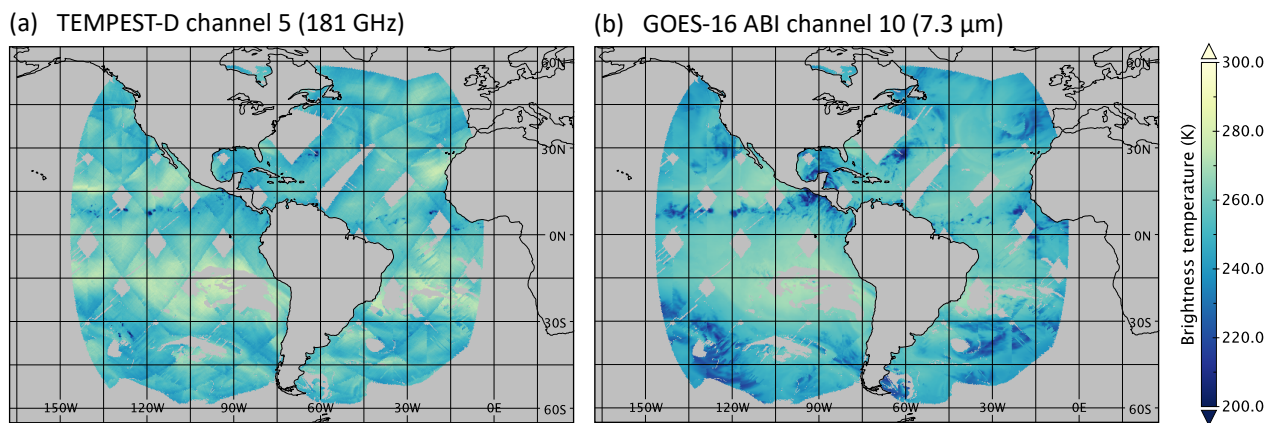 (a) TEMPEST-D channel 5 (181 GHz)
(b) GOES-16 ABI channel 10 (7.3 μm)
60N
30N
0N
30S
60S
150W 120W 90W 60W 30W 0E
60N
30N
0N
30S
60S
150W 120W 90W 60W 30W 0E
300.0
280.0
260.0
240.0
220.0
200.0
Brightness temperature (K)